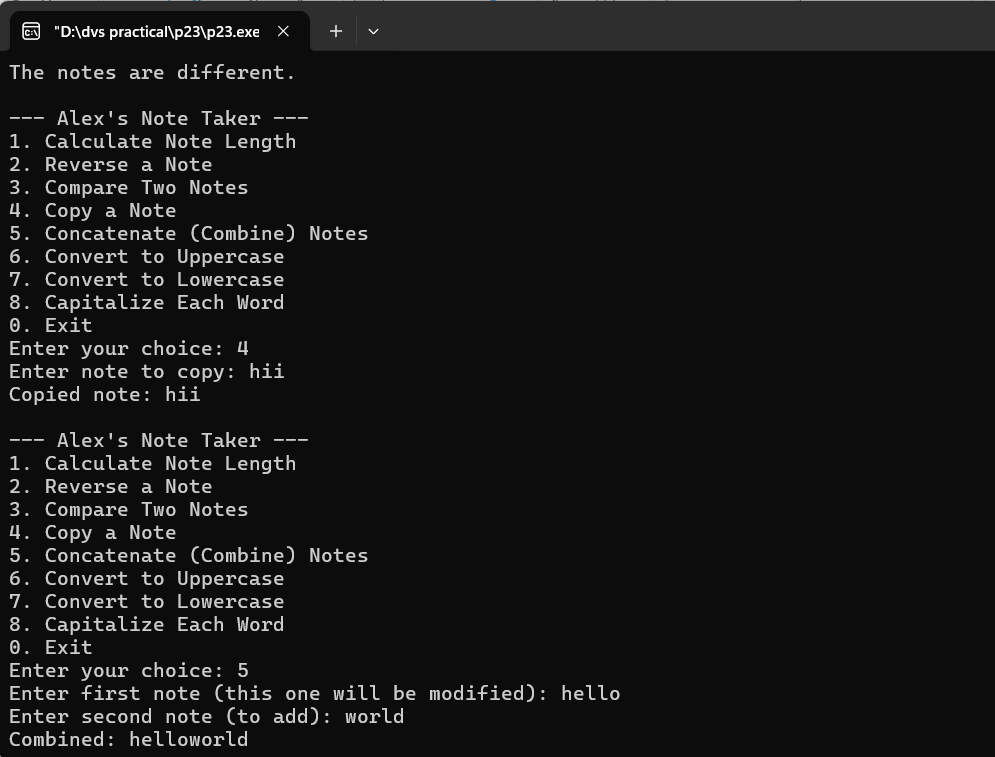 "D:\dvs practical\p23\p23.exe
The notes are different.
--- Alex's Note Taker ---
1. Calculate Note Length
2. Reverse a Note
3. Compare Two Notes
4. Copy a Note
5. Concatenate (Combine) Notes
6. Convert to Uppercase
7. Convert to Lowercase
8. Capitalize Each Word
0. Exit
Enter your choice: 4
Enter note to copy: hii
Copied note: hii
--- Alex's Note Taker ---
1. Calculate Note Length
2. Reverse a Note
3. Compare Two Notes
4. Copy a Note
5. Concatenate (Combine) Notes
6. Convert to Uppercase
7. Convert to Lowercase
8. Capitalize Each Word
0. Exit
Enter your choice: 5
Enter first note (this one will be modified): hello
Enter second note (to add): world
Combined: helloworld